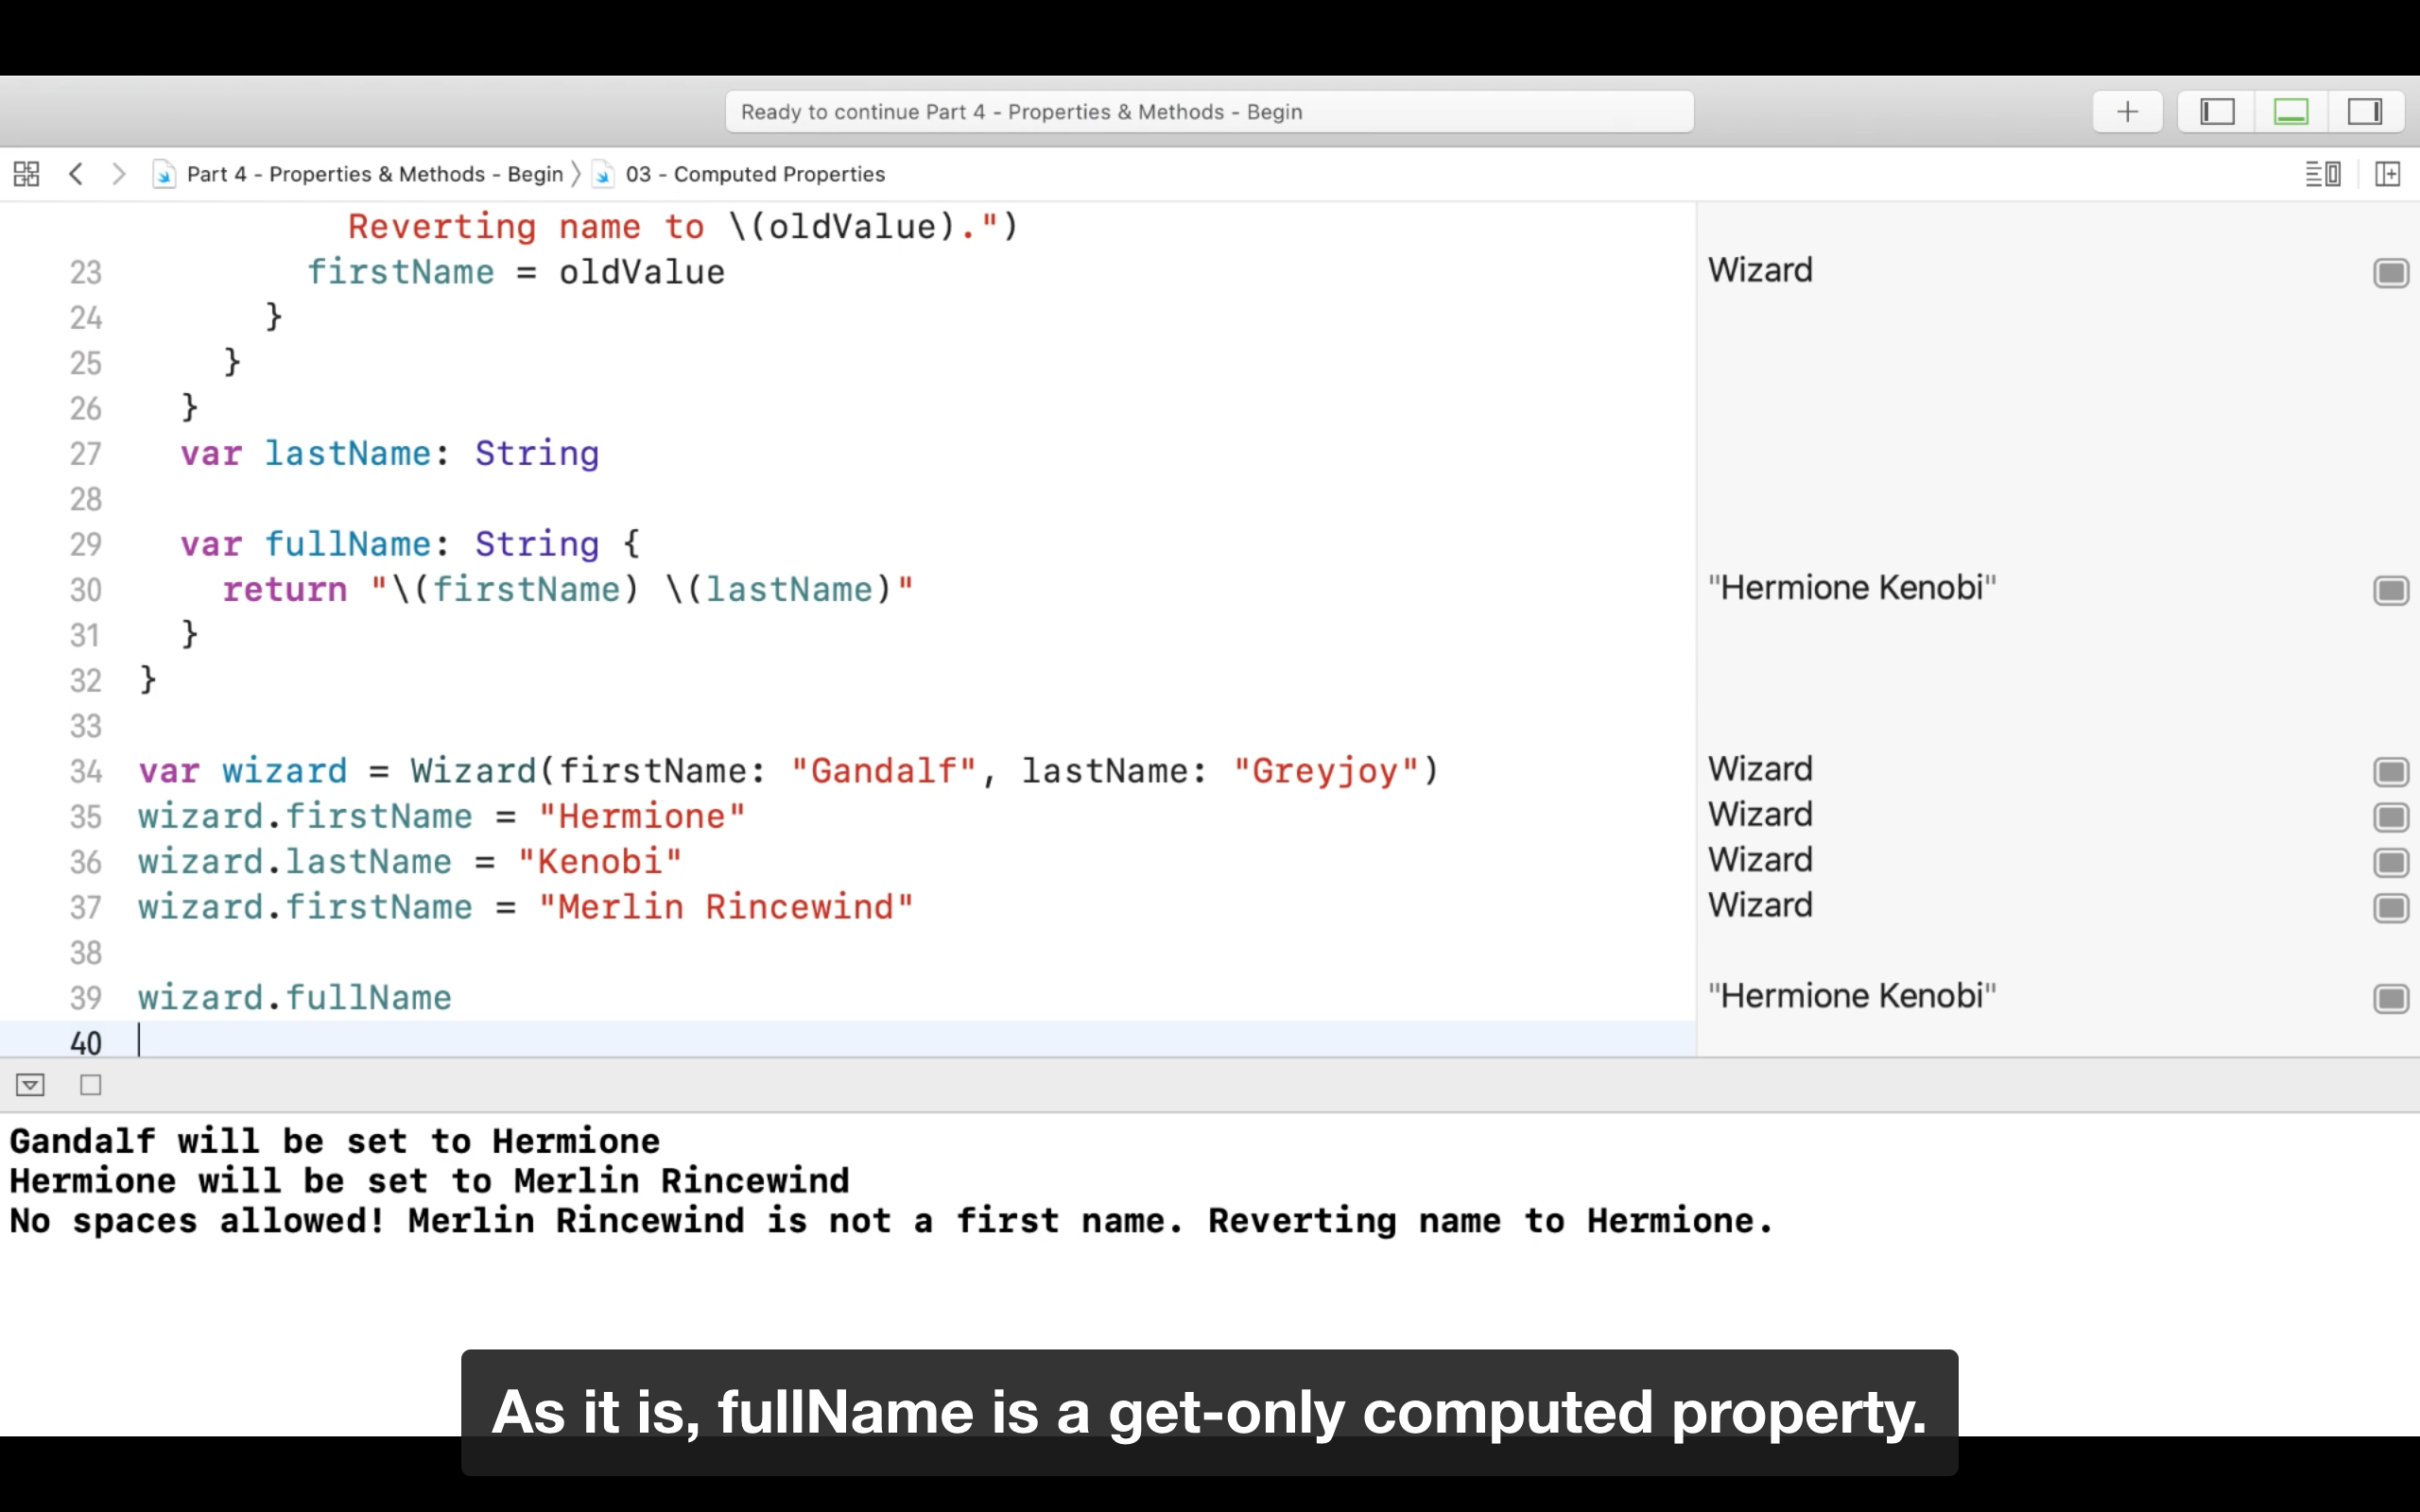 Ready to continue Part 4 - Properties & Methods - Begin
Part 4 - Properties & Methods - Begin 03 - Computed Properties
Reverting name to \(oldValue).")
23 firstName = oldValue Wizard
24 }
25 }
26 }
27 var lastName: String
28
29 var fullName: String {
30 return "\(firstName) \(lastName)" "Hermione Kenobi"
31 }
32 }
33
34 var wizard = Wizard(firstName: "Gandalf", lastName: "Greyjoy") Wizard
35 wizard.firstName = "Hermione" Wizard
36 wizard.lastName = "Kenobi" Wizard
37 wizard.firstName = "Merlin Rincewind" Wizard
38
39 wizard.fullName "Hermione Kenobi"
40
Gandalf will be set to Hermione
Hermione will be set to Merlin Rincewind
No spaces allowed! Merlin Rincewind is not a first name. Reverting name to Hermione.
As it is, fullName is a get-only computed property.